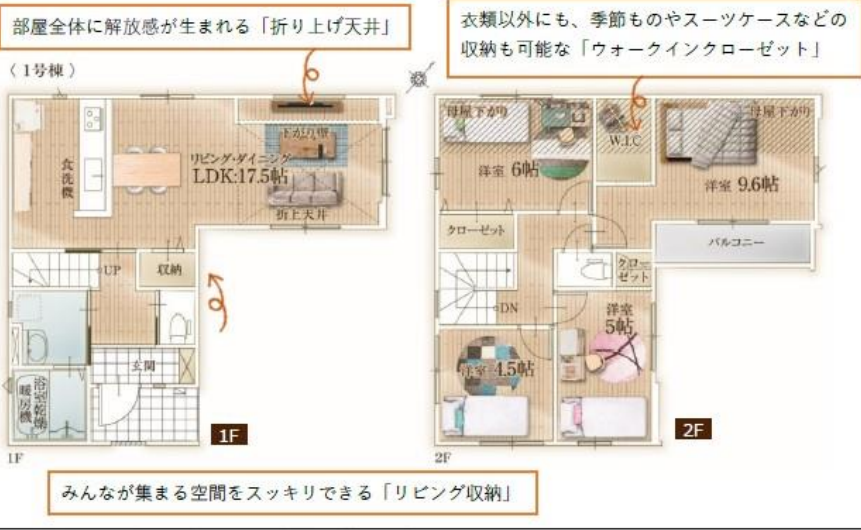 部屋全体に解放感が生まれる「折り上げ天井」
衣類以外にも、季節ものやスーツケースなどの
収納も可能な「ウォークインクローゼット」
〈 1号棟 〉
食洗機
リビング・ダイニング
LDK:17.5帖
下がり壁
折上天井
UP
収納
玄関
浴室乾燥
暖房機
1F
1F
母屋下がり
洋室 6帖
W.I.C
母屋下がり
洋室 9.6帖
クローゼット
バルコニー
クロー
ゼット
DN
洋室
5帖
洋室 4.5帖
2F
2F
みんなが集まる空間をスッキリできる「リビング収納」